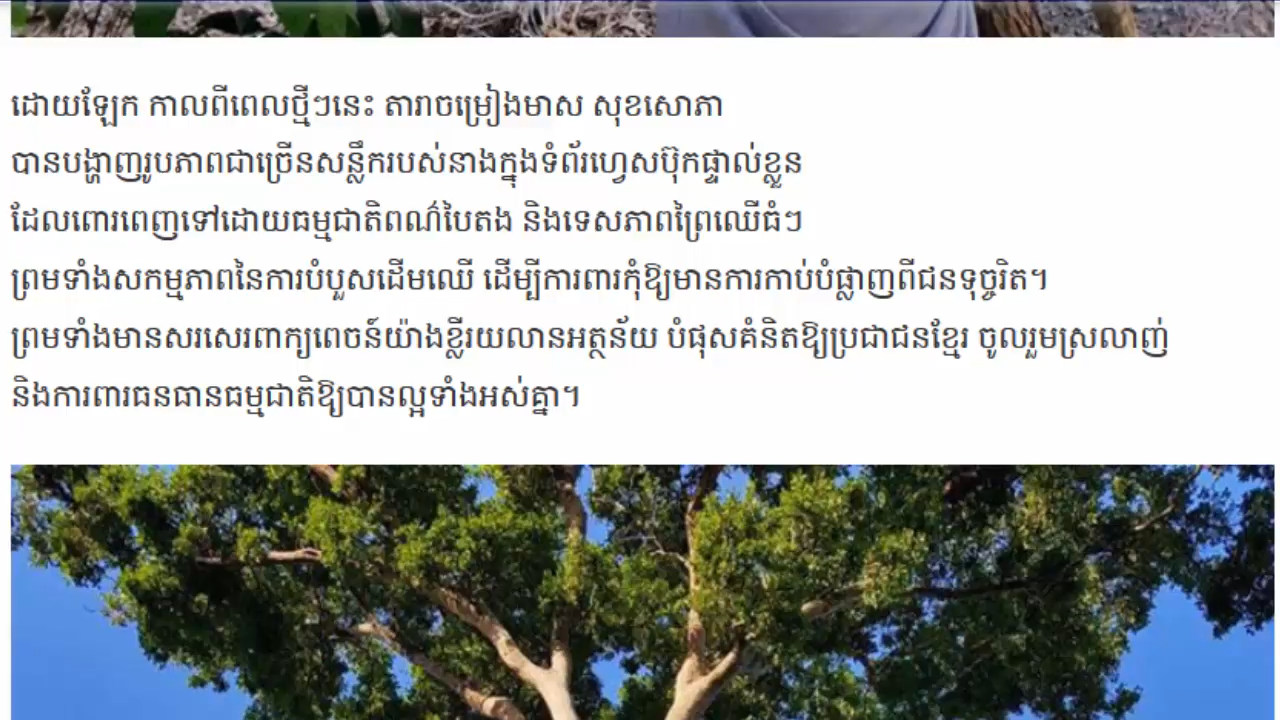 ដោយឡែក កាលពីពេលថ្មីៗនេះ តារាចម្រៀងមាស សុខសោភា
បានបង្ហាញរូបភាពជាច្រើនសន្លឹករបស់នាងក្នុងទំព័រហ្វេសប៊ុកផ្ទាល់ខ្លួន
ដែលពោរពេញទៅដោយធម្មជាតិពណ៌បៃតង និងទេសភាពព្រៃឈើធំៗ
ព្រមទាំងសកម្មភាពនៃការបំបួសដើមឈើ ដើម្បីការពារកុំឱ្យមានការកាប់បំផ្លាញពីជនទុច្ចរិត។
ព្រមទាំងមានសរសេរពាក្យពេចន៍យ៉ាងខ្លីរយលានអត្ថន័យ បំផុសគំនិតឱ្យប្រជាជនខ្មែរ ចូលរួមស្រលាញ់
និងការពារធនធានធម្មជាតិឱ្យបានល្អទាំងអស់គ្នា។